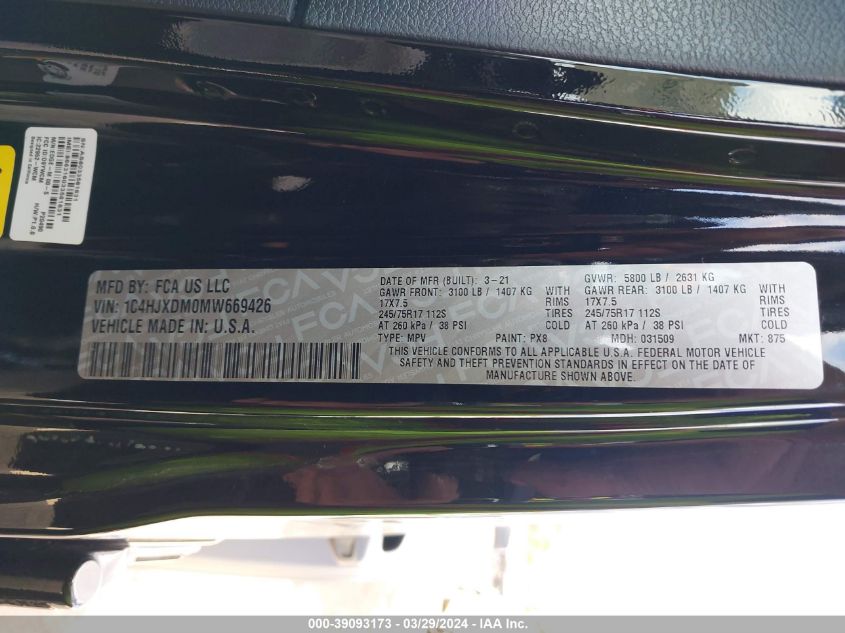 MFD BY: FCA US LLC
VIN: 1C4HJXDM0MW669426
VEHICLE MADE IN: U.S.A.
DATE OF MFR (BUILT): 3-21
GVWR: 5800 LB / 2631 KG
GAWR FRONT: 3100 LB / 1407 KG WITH
GAWR REAR: 3100 LB / 1407 KG WITH
17X7.5 RIMS
17X7.5 RIMS
245/75R17 112S TIRES
245/75R17 112S TIRES
AT 260 kPa / 38 PSI COLD
AT 260 kPa / 38 PSI COLD
TYPE: MPV PAINT: PX8 MDH: 031509 MKT: 875
THIS VEHICLE CONFORMS TO ALL APPLICABLE U.S.A. FEDERAL MOTOR VEHICLE
SAFETY AND THEFT PREVENTION STANDARDS IN EFFECT ON THE DATE OF
MANUFACTURE SHOWN ABOVE.
000-39093173 — 03/29/2024 — IAAI.COM